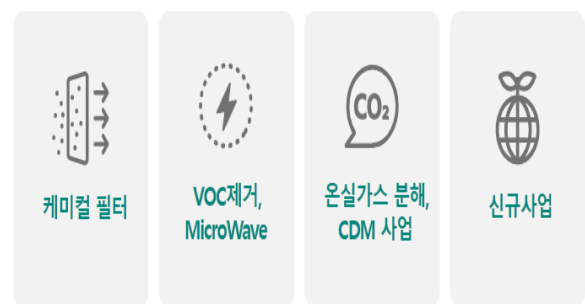 케미컬 필터
VOC제거,
MicroWave
CO₂
온실가스 분해,
CDM 사업
신규사업